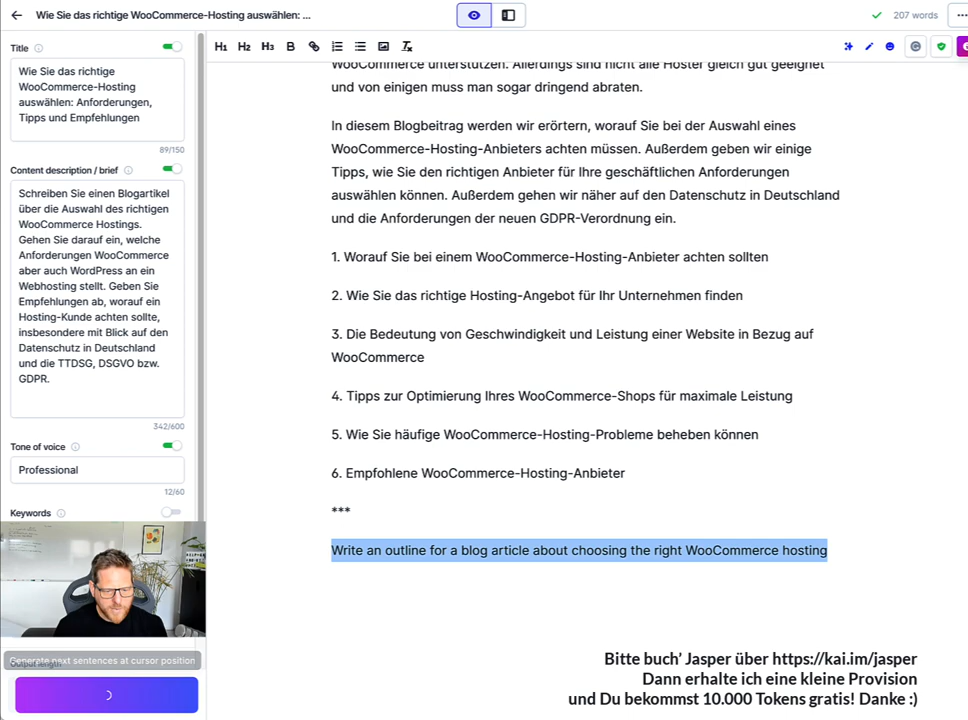 Wie Sie das richtige WooCommerce-Hosting auswählen: ...
207 words
Title
Wie Sie das richtige
WooCommerce-Hosting
auswählen: Anforderungen,
Tipps und Empfehlungen
89/150
Content description / brief
Schreiben Sie einen Blogartikel
über die Auswahl des richtigen
WooCommerce Hostings.
Gehen Sie darauf ein, welche
Anforderungen WooCommerce
aber auch WordPress an ein
Webhosting stellt. Geben Sie
Empfehlungen ab, worauf ein
Hosting-Kunde achten sollte,
insbesondere mit Blick auf den
Datenschutz in Deutschland
und die TTDSG, DSGVO bzw.
GDPR.
342/600
Tone of voice
Professional
12/60
Keywords
Output length
Generate next sentences at cursor position
H1 H2 H3 B
WooCommerce unterstützen. Allerdings sind nicht alle Hoster gleich gut geeignet
und von einigen muss man sogar dringend abraten.
In diesem Blogbeitrag werden wir erörtern, worauf Sie bei der Auswahl eines
WooCommerce-Hosting-Anbieters achten müssen. Außerdem geben wir einige
Tipps, wie Sie den richtigen Anbieter für Ihre geschäftlichen Anforderungen
auswählen können. Außerdem gehen wir näher auf den Datenschutz in Deutschland
und die Anforderungen der neuen GDPR-Verordnung ein.
1. Worauf Sie bei einem WooCommerce-Hosting-Anbieter achten sollten
2. Wie Sie das richtige Hosting-Angebot für Ihr Unternehmen finden
3. Die Bedeutung von Geschwindigkeit und Leistung einer Website in Bezug auf
WooCommerce
4. Tipps zur Optimierung Ihres WooCommerce-Shops für maximale Leistung
5. Wie Sie häufige WooCommerce-Hosting-Probleme beheben können
6. Empfohlene WooCommerce-Hosting-Anbieter
***
Write an outline for a blog article about choosing the right WooCommerce hosting
Bitte buch' Jasper über https://kai.im/jasper
Dann erhalte ich eine kleine Provision
und Du bekommst 10.000 Tokens gratis! Danke :)